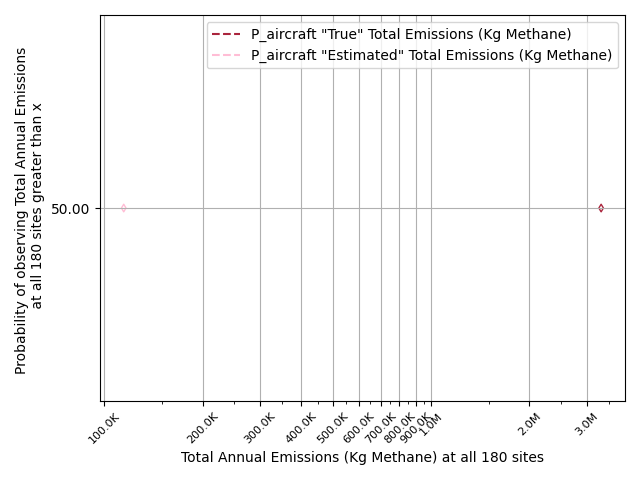 P_aircraft "True" Total Emissions (Kg Methane)
P_aircraft "Estimated" Total Emissions (Kg Methane)
Probability of observing Total Annual Emissions
at all 180 sites greater than x
50.00
100.0K
200.0K
300.0K
400.0K
500.0K
600.0K
700.0K
800.0K
900.0K
1.0M
2.0M
3.0M
Total Annual Emissions (Kg Methane) at all 180 sites